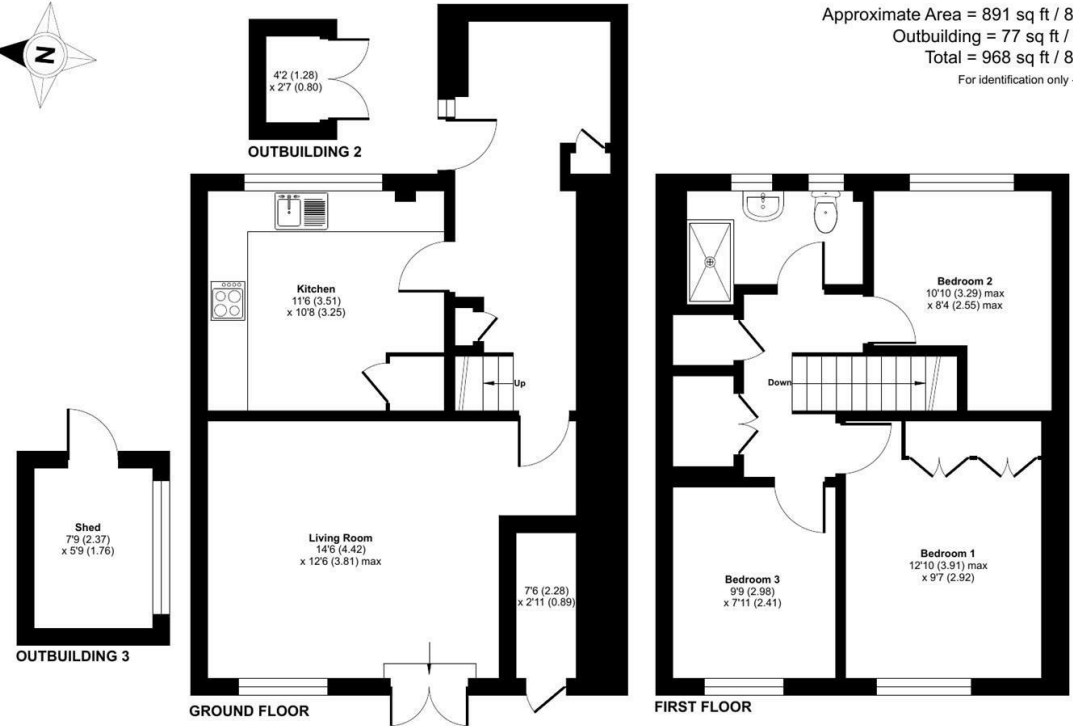 Approximate Area = 891 sq ft / 8
Outbuilding = 77 sq ft /
Total = 968 sq ft / 8
For identification only -
N
4'2 (1.28)
x 2'7 (0.80)
OUTBUILDING 2
Kitchen
11'6 (3.51)
x 10'8 (3.25)
Up
Living Room
14'6 (4.42)
x 12'6 (3.81) max
7'6 (2.28)
x 2'11 (0.89)
GROUND FLOOR
Shed
7'9 (2.37)
x 5'9 (1.76)
OUTBUILDING 3
Bedroom 2
10'10 (3.29) max
x 8'4 (2.55) max
Down
Bedroom 1
12'10 (3.91) max
x 9'7 (2.92)
Bedroom 3
9'9 (2.98)
x 7'11 (2.41)
FIRST FLOOR